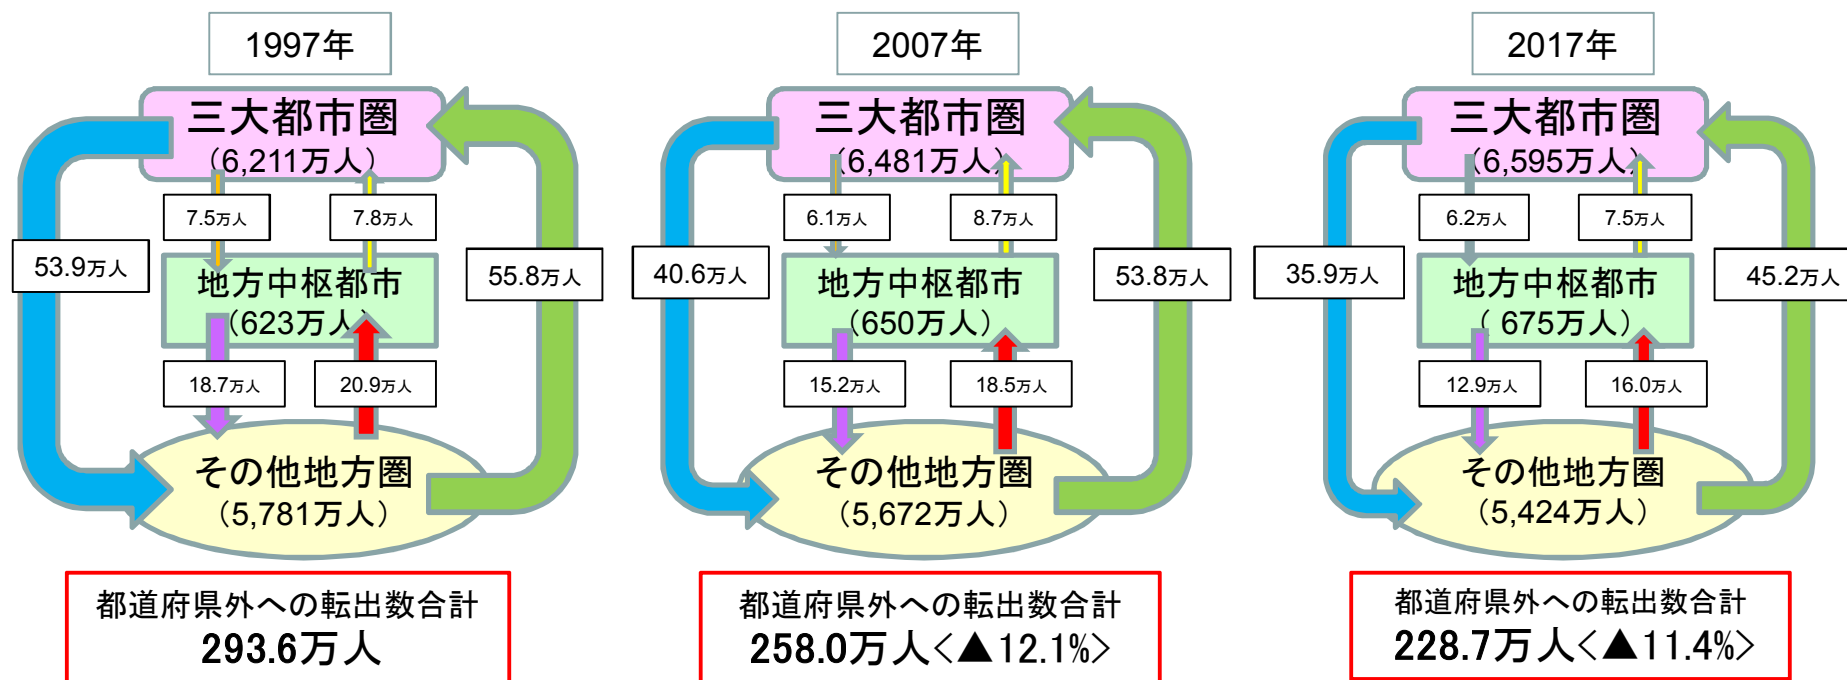 1997年
三大都市圏
（6,211万人）
7.5万人
7.8万人
53.9万人
55.8万人
地方中枢都市
（623万人）
18.7万人
20.9万人
その他地方圏
（5,781万人）
都道府県外への転出数合計
293.6万人
2007年
三大都市圏
（6,481万人）
6.1万人
8.7万人
40.6万人
53.8万人
地方中枢都市
（650万人）
15.2万人
18.5万人
その他地方圏
（5,672万人）
都道府県外への転出数合計
258.0万人<▲12.1%>
2017年
三大都市圏
（6,595万人）
6.2万人
7.5万人
35.9万人
45.2万人
地方中枢都市
（ 675万人）
12.9万人
16.0万人
その他地方圏
（5,424万人）
都道府県外への転出数合計
228.7万人<▲11.4%>